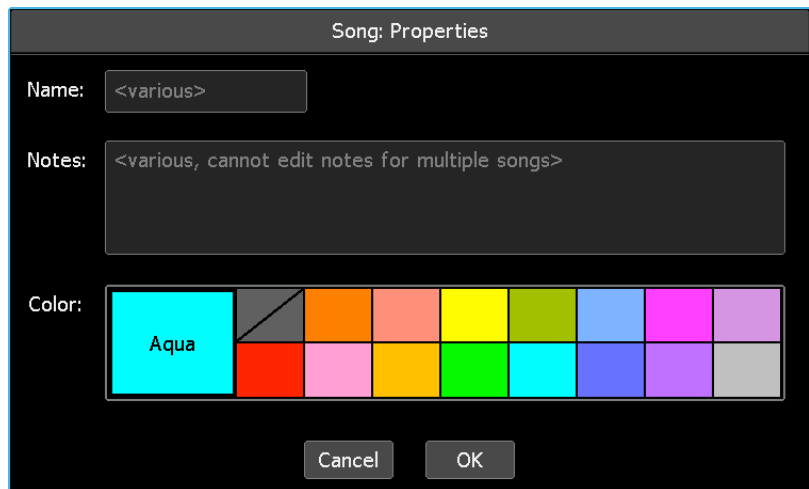 Song: Properties
Name: <various>
Notes: <various, cannot edit notes for multiple songs>
Color: Aqua
Cancel OK